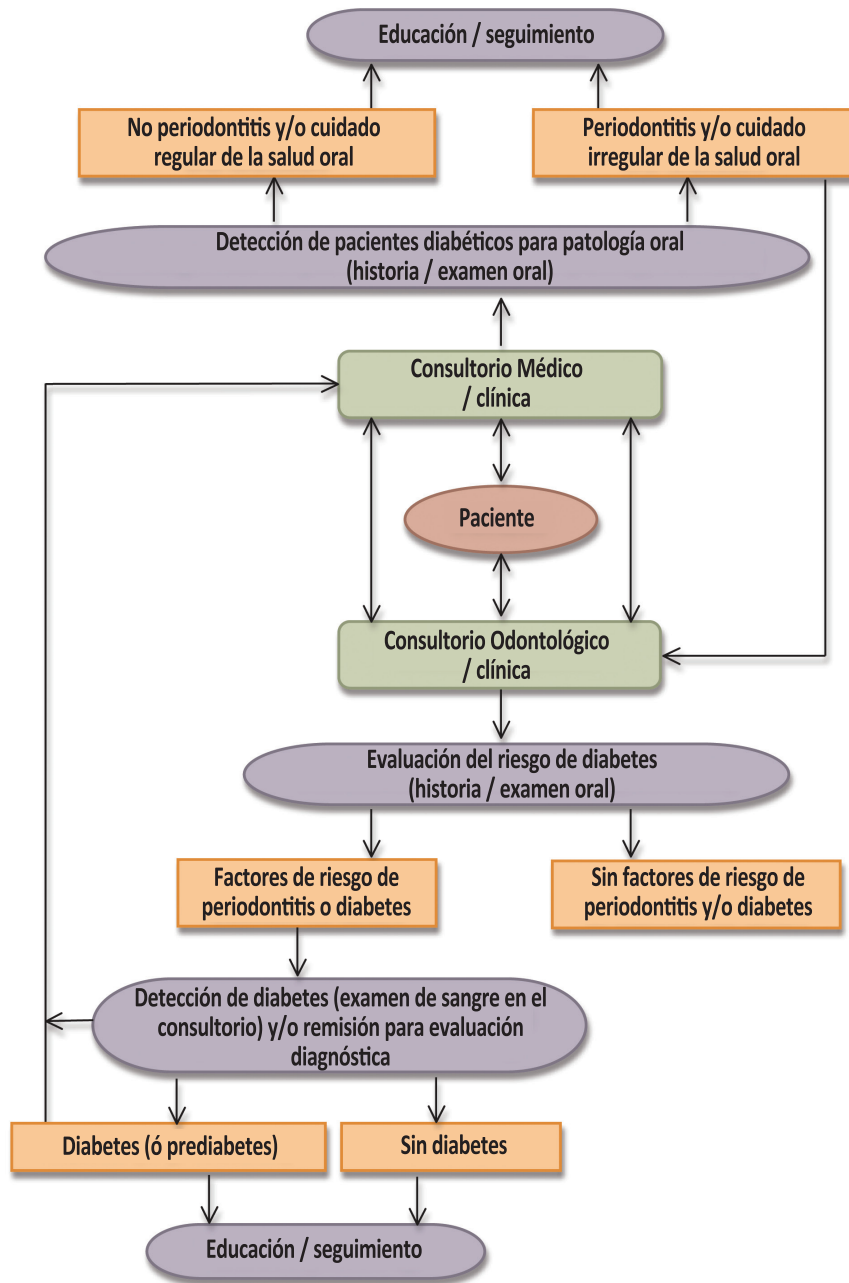 Educación / seguimiento
No periodontitis y/o cuidado
regular de la salud oral
Periodontitis y/o cuidado
irregular de la salud oral
Detección de pacientes diabéticos para patología oral
(historia / examen oral)
Consultorio Médico
/ clínica
Paciente
Consultorio Odontológico
/ clínica
Evaluación del riesgo de diabetes
(historia / examen oral)
Factores de riesgo de
periodontitis o diabetes
Sin factores de riesgo de
periodontitis y/o diabetes
Detección de diabetes (examen de sangre en el
consultorio) y/o remisión para evaluación
diagnóstica
Diabetes (ó prediabetes)
Sin diabetes
Educación / seguimiento